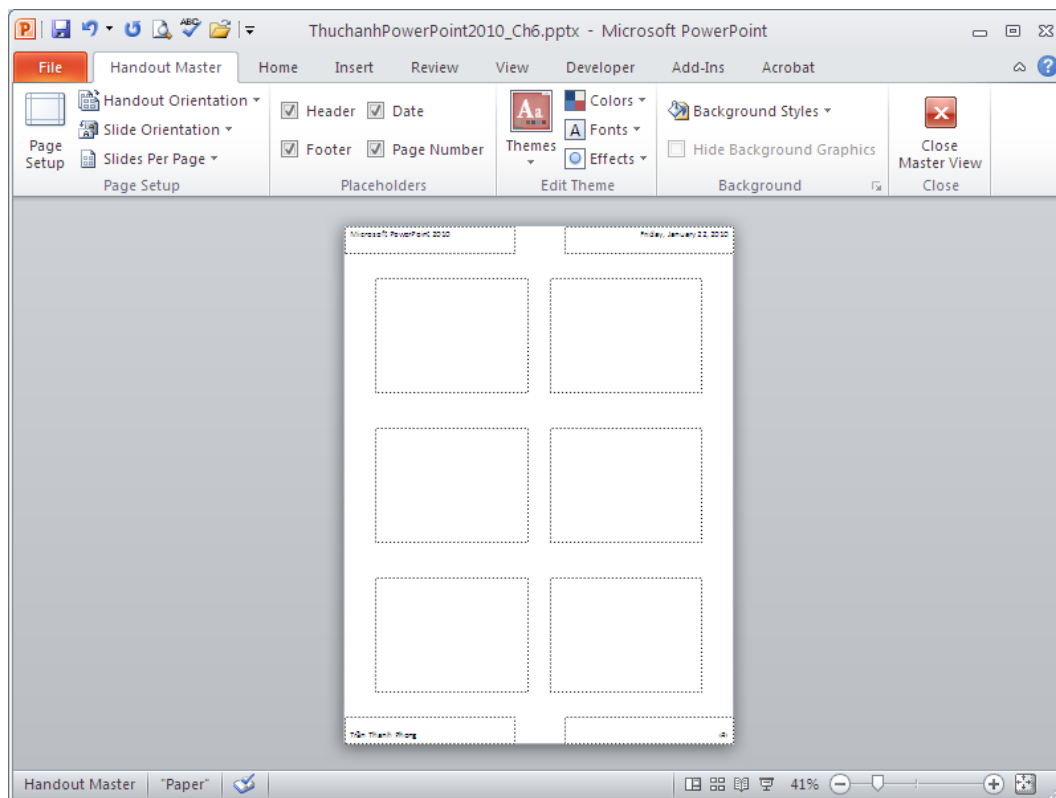 ABC
ThuchanhPowerPoint2010_Ch6.pptx - Microsoft PowerPoint
File Handout Master Home Insert Review View Developer Add-Ins Acrobat
Handout Orientation Header Date Colors Background Styles
Slide Orientation Aa Fonts
Page Setup Slides Per Page Footer Page Number Themes Effects Hide Background Graphics Close Master View
Page Setup Placeholders Edit Theme Background Close
Microsoft PowerPoint 2010 Friday, January 22, 2010
Trần Thanh Phong ‹#›
Handout Master "Paper" 41%